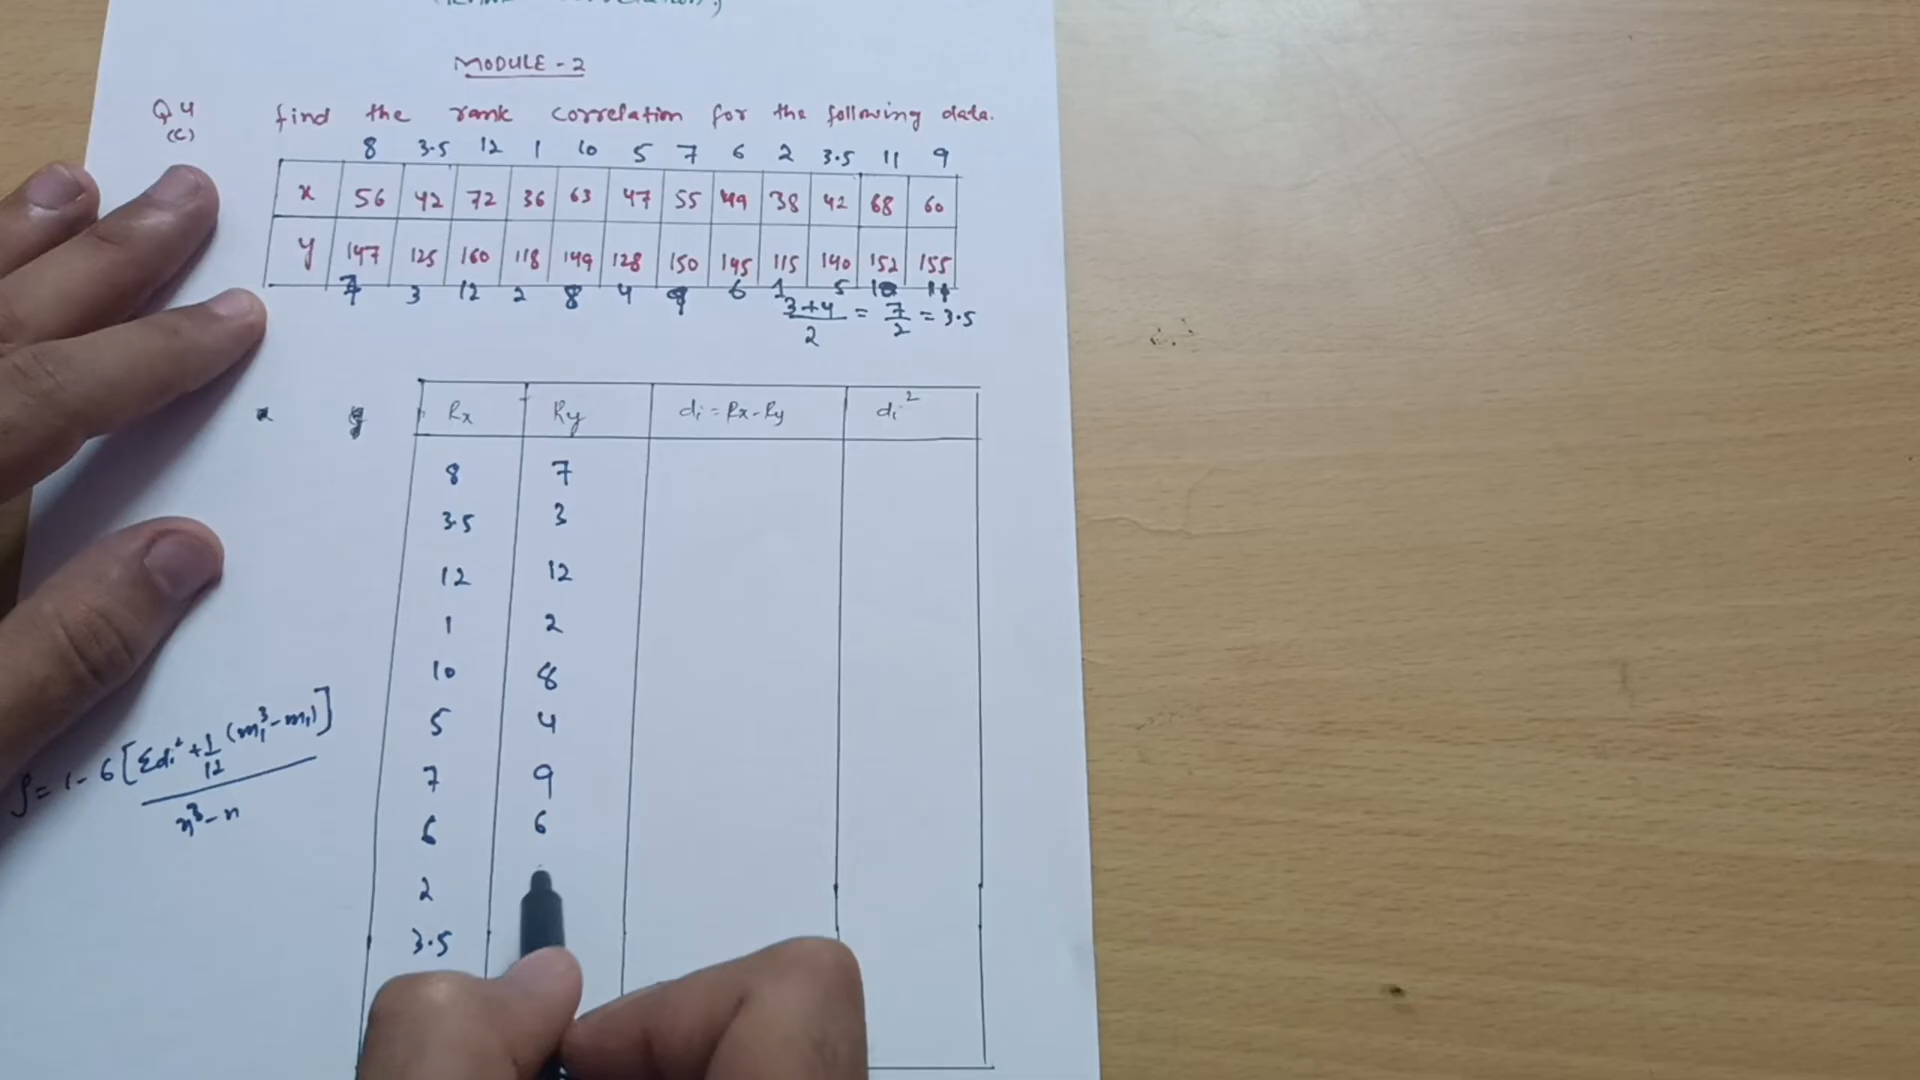 MODULE - 2
Q4 find the rank correlation for the following data.
(C)
8 3.5 12 1 10 5 7 6 2 3.5 11 9
x 56 42 72 36 63 47 55 49 38 42 68 60
y 147 125 160 118 149 128 150 145 115 140 152 155
7 3 12 2 8 4 9 6 1 5 10 11
3+4/2 = 7/2 = 3.5
x y Rx Ry di = Rx - Ry di²
8 7
3.5 3
12 12
1 2
10 8
5 4
7 9
6 6
2
3.5
ρ = 1 - 6 [Σdi² + 1/12 (m₁³ - m₁)]
n³ - n